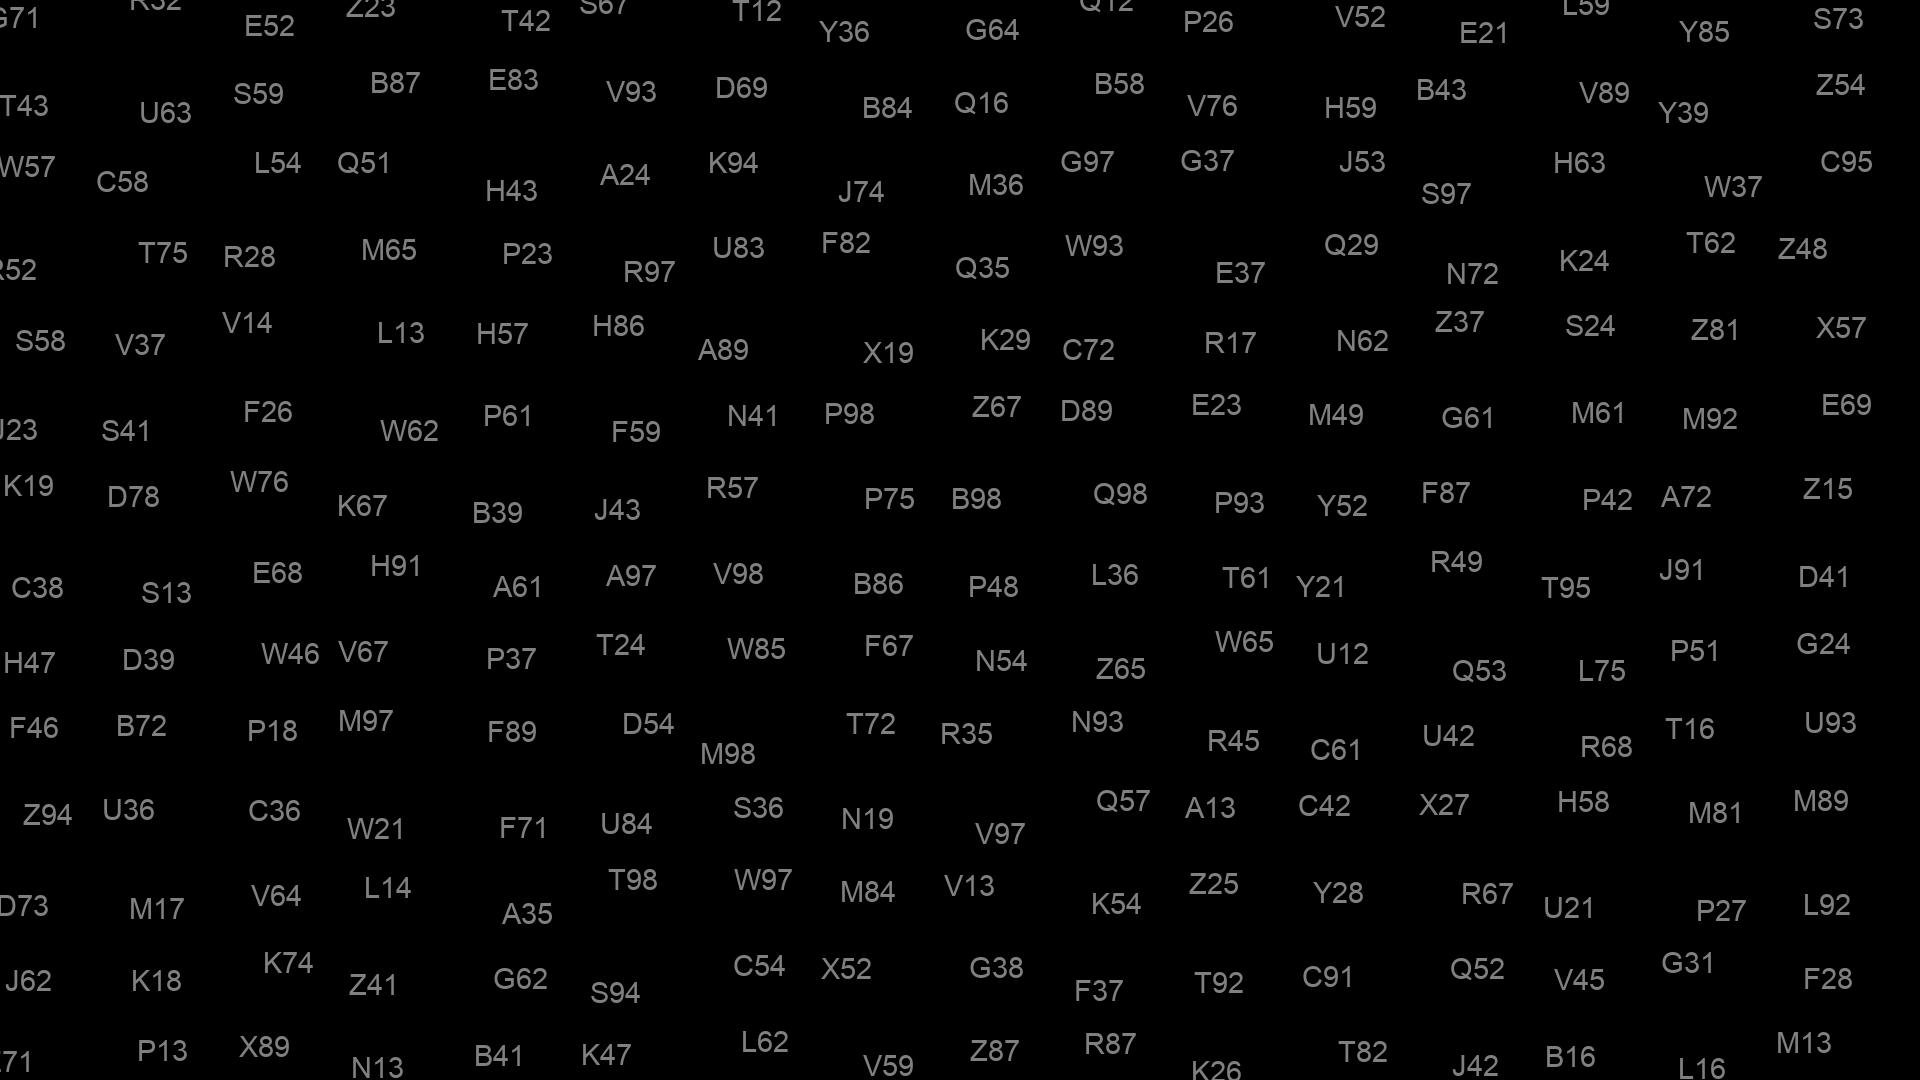 G71 R32 E52 Z23 T42 S67 T12 Y36 G64 Q12 P26 V52 E21 L59 Y85 S73
T43 U63 S59 B87 E83 V93 D69 B84 Q16 B58 V76 H59 B43 V89 Y39 Z54
W57 C58 L54 Q51 H43 A24 K94 J74 M36 G97 G37 J53 S97 H63 W37 C95
R52 T75 R28 M65 P23 R97 U83 F82 Q35 W93 E37 Q29 N72 K24 T62 Z48
S58 V37 V14 L13 H57 H86 A89 X19 K29 C72 R17 N62 Z37 S24 Z81 X57
J23 S41 F26 W62 P61 F59 N41 P98 Z67 D89 E23 M49 G61 M61 M92 E69
K19 D78 W76 K67 B39 J43 R57 P75 B98 Q98 P93 Y52 F87 P42 A72 Z15
C38 S13 E68 H91 A61 A97 V98 B86 P48 L36 T61 Y21 R49 T95 J91 D41
H47 D39 W46 V67 P37 T24 W85 F67 N54 Z65 W65 U12 Q53 L75 P51 G24
F46 B72 P18 M97 F89 D54 M98 T72 R35 N93 R45 C61 U42 R68 T16 U93
Z94 U36 C36 W21 F71 U84 S36 N19 V97 Q57 A13 C42 X27 H58 M81 M89
D73 M17 V64 L14 A35 T98 W97 M84 V13 K54 Z25 Y28 R67 U21 P27 L92
J62 K18 K74 Z41 G62 S94 C54 X52 G38 F37 T92 C91 Q52 V45 G31 F28
P13 X89 N13 B41 K47 L62 V59 Z87 R87 K26 T82 J42 B16 L16 M13